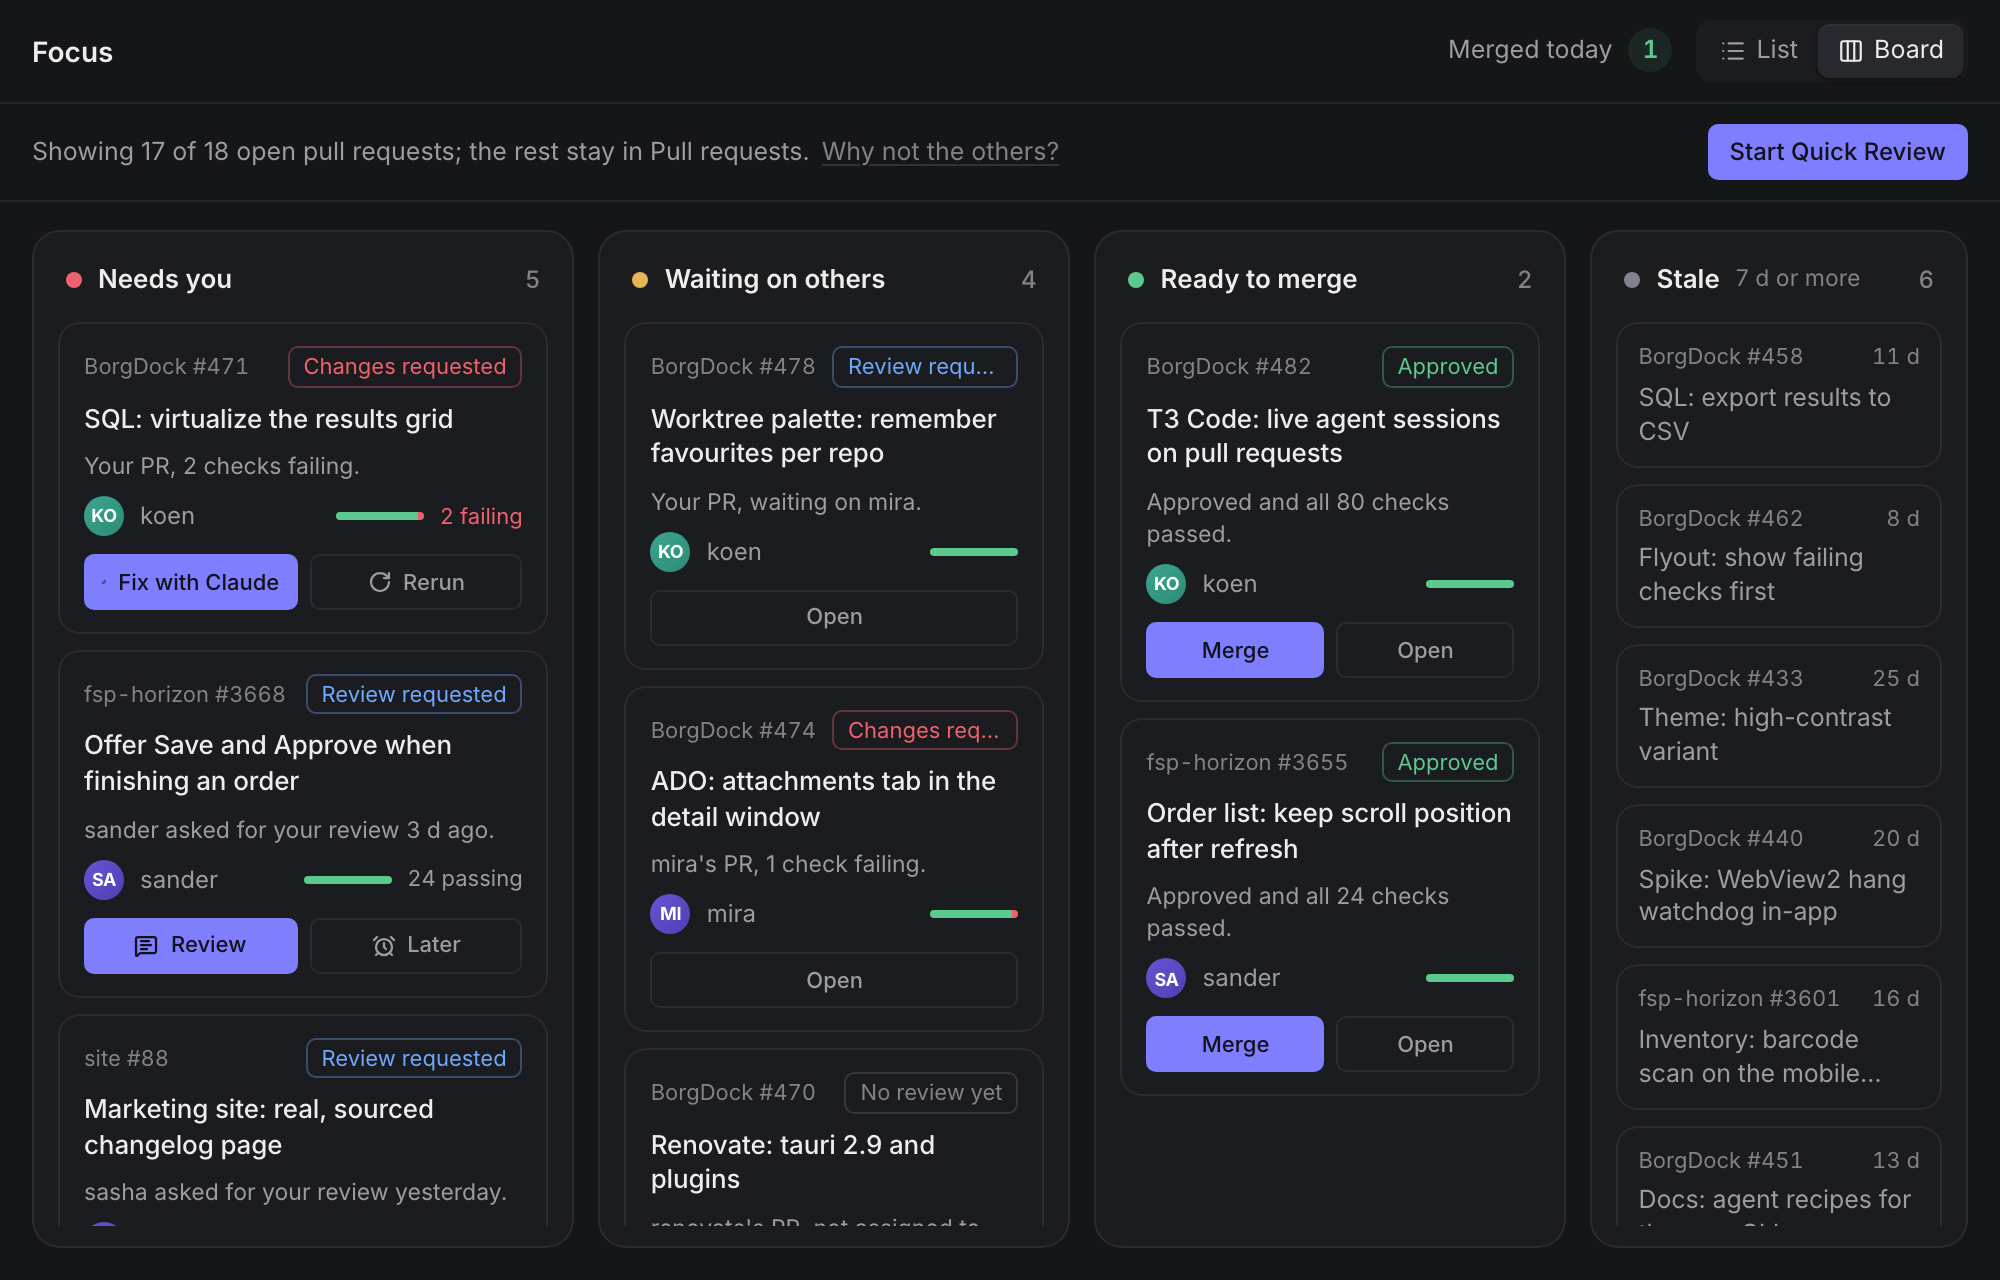 Focus
Merged today 1
List
Board
Showing 17 of 18 open pull requests; the rest stay in Pull requests. Why not the others?
Start Quick Review
Needs you 5
BorgDock #471 Changes requested
SQL: virtualize the results grid
Your PR, 2 checks failing.
KO koen 2 failing
Fix with Claude Rerun
fsp-horizon #3668 Review requested
Offer Save and Approve when
finishing an order
sander asked for your review 3 d ago.
SA sander 24 passing
Review Later
site #88 Review requested
Marketing site: real, sourced
changelog page
sasha asked for your review yesterday.
Waiting on others 4
BorgDock #478 Review requ...
Worktree palette: remember
favourites per repo
Your PR, waiting on mira.
KO koen
Open
BorgDock #474 Changes req...
ADO: attachments tab in the
detail window
mira's PR, 1 check failing.
MI mira
Open
BorgDock #470 No review yet
Renovate: tauri 2.9 and
plugins
Ready to merge 2
BorgDock #482 Approved
T3 Code: live agent sessions
on pull requests
Approved and all 80 checks
passed.
KO koen
Merge Open
fsp-horizon #3655 Approved
Order list: keep scroll position
after refresh
Approved and all 24 checks
passed.
SA sander
Merge Open
Stale 7 d or more 6
BorgDock #458 11 d
SQL: export results to
CSV
BorgDock #462 8 d
Flyout: show failing
checks first
BorgDock #433 25 d
Theme: high-contrast
variant
BorgDock #440 20 d
Spike: WebView2 hang
watchdog in-app
fsp-horizon #3601 16 d
Inventory: barcode
scan on the mobile...
BorgDock #451 13 d
Docs: agent recipes for